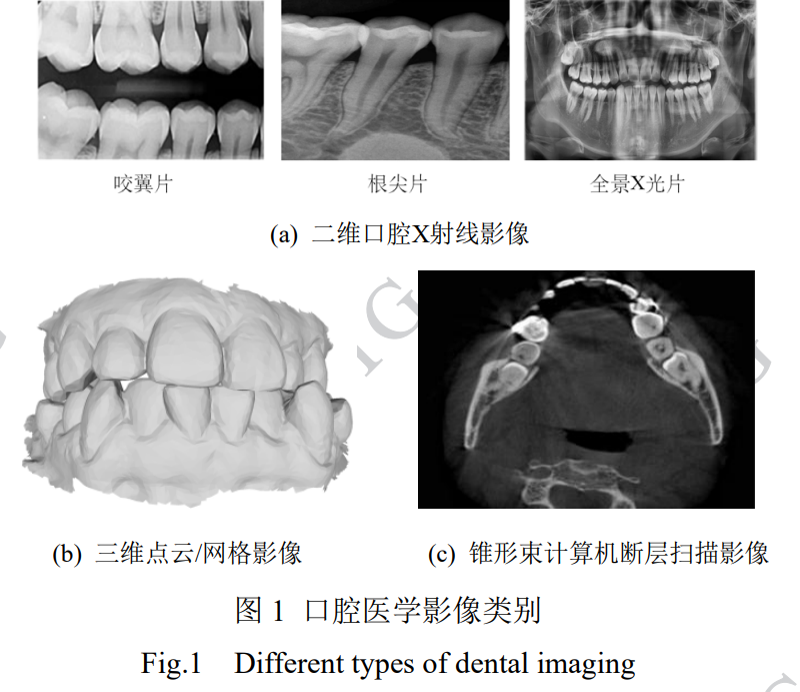 咬翼片 根尖片 全景X光片
(a) 二维口腔X射线影像
(b) 三维点云/网格影像 (c) 锥形束计算机断层扫描影像
图 1 口腔医学影像类别
Fig.1 Different types of dental imaging